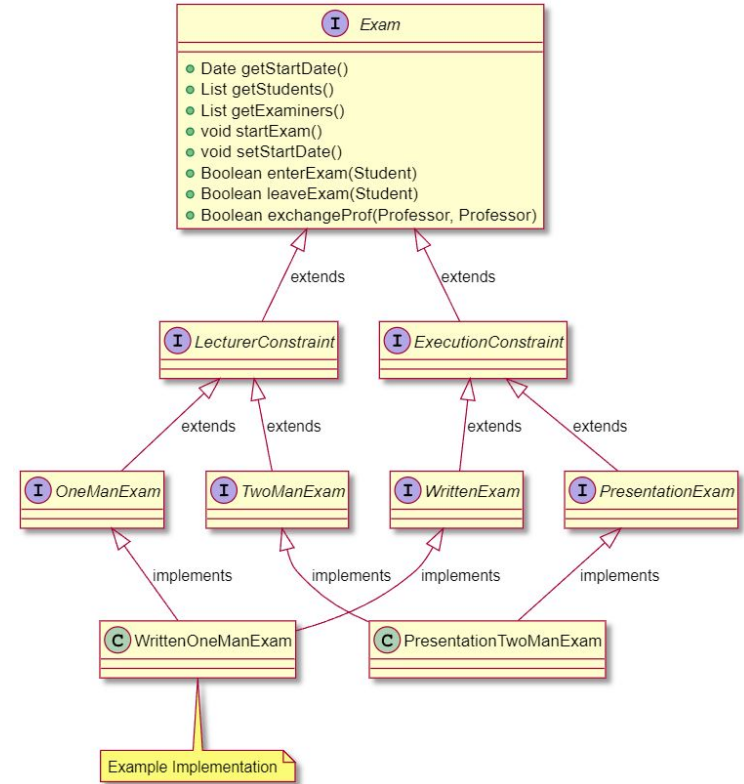 I Exam
Date getStartDate()
List getStudents()
List getExaminers()
void startExam()
void setStartDate()
Boolean enterExam(Student)
Boolean leaveExam(Student)
Boolean exchangeProf(Professor, Professor)
extends extends
I LecturerConstraint I ExecutionConstraint
extends extends extends extends
I OneManExam I TwoManExam I WrittenExam I PresentationExam
implements implements implements implements
C WrittenOneManExam C PresentationTwoManExam
Example Implementation